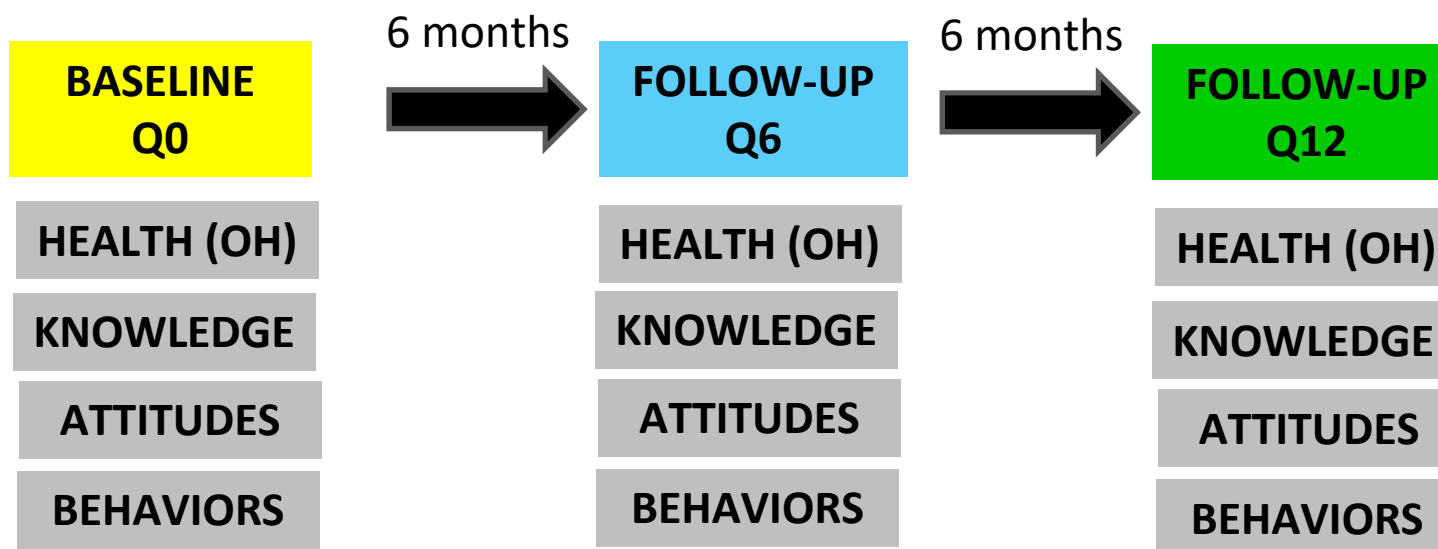 6 months
6 months
BASELINE
Q0
FOLLOW-UP
Q6
FOLLOW-UP
Q12
HEALTH (OH)
HEALTH (OH)
HEALTH (OH)
KNOWLEDGE
KNOWLEDGE
KNOWLEDGE
ATTITUDES
ATTITUDES
ATTITUDES
BEHAVIORS
BEHAVIORS
BEHAVIORS